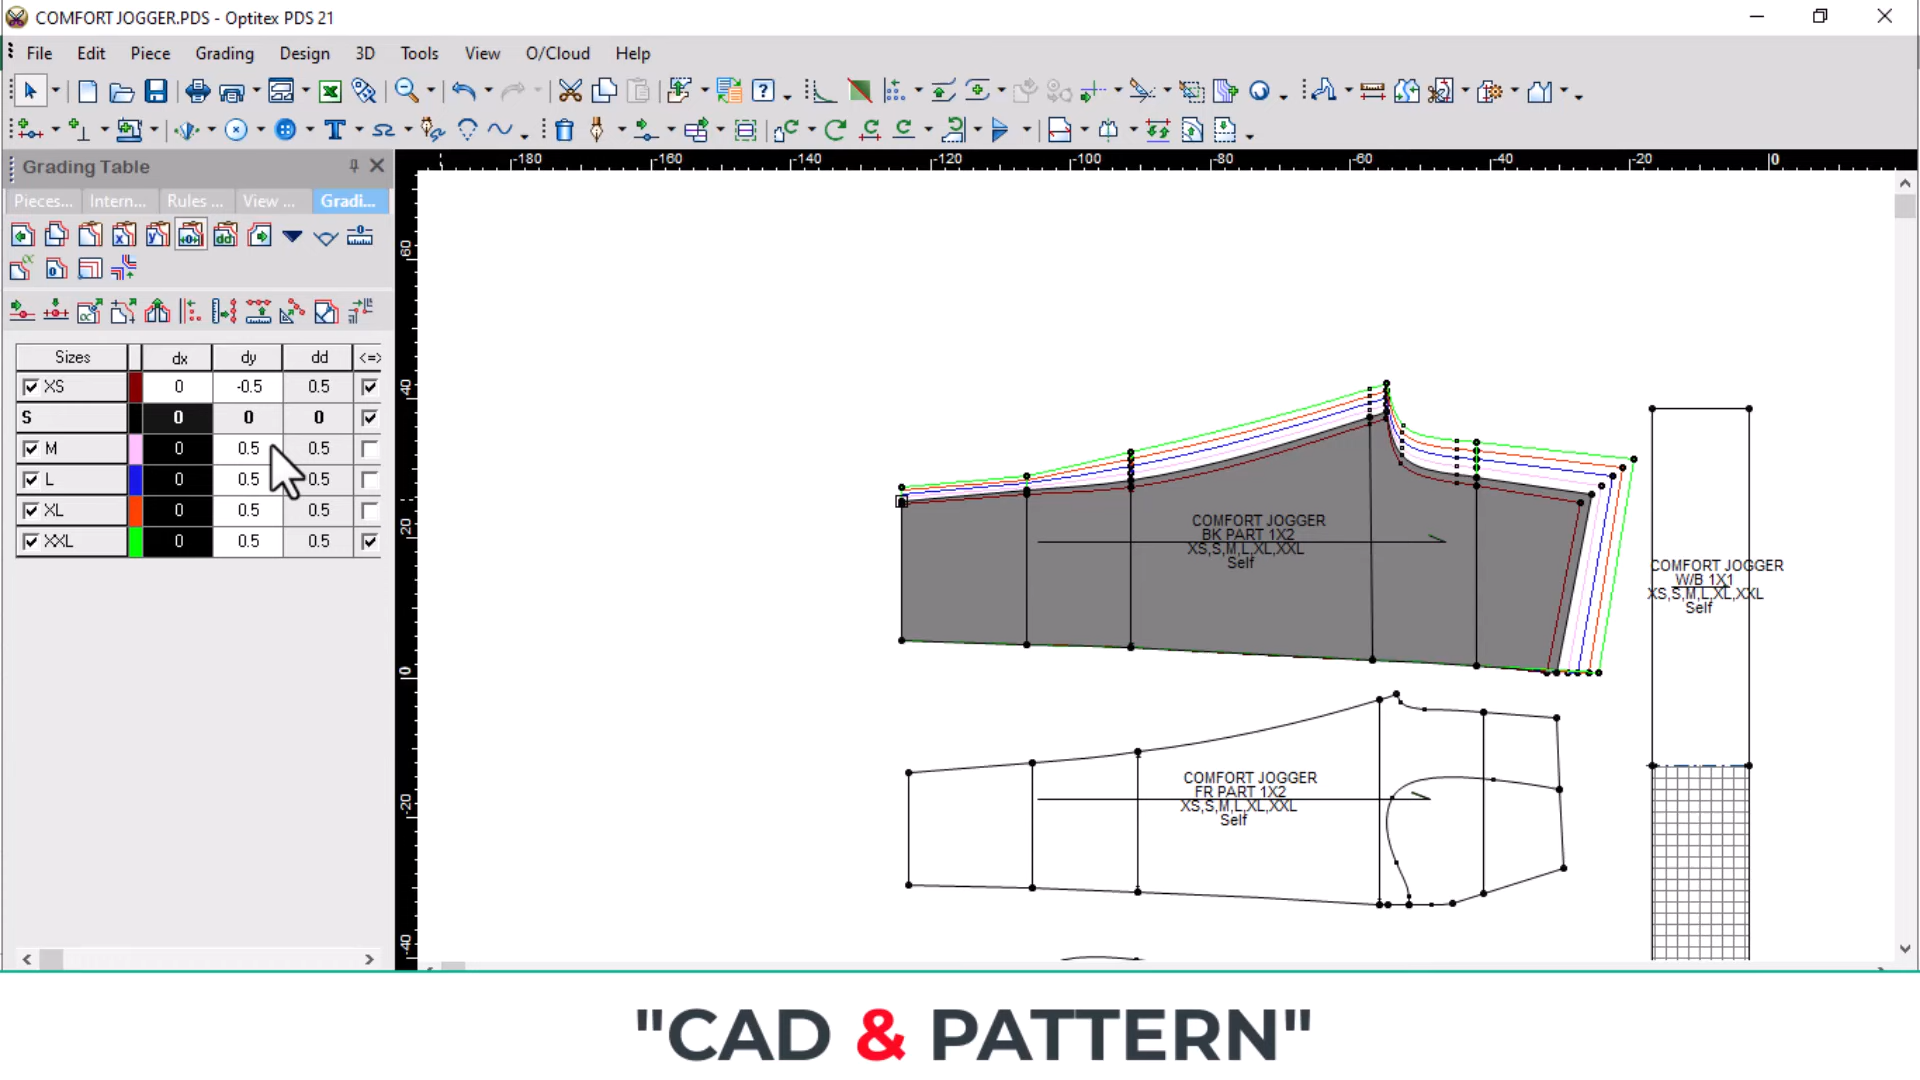 COMFORT JOGGER.PDS - Optitex PDS 21
File Edit Piece Grading Design 3D Tools View O/Cloud Help
Grading Table
Pieces... Intern... Rules ... View ... Gradi...
Sizes dx dy dd <=>
XS 0 -0.5 0.5
S 0 0 0
M 0 0.5 0.5
L 0 0.5 0.5
XL 0 0.5 0.5
XXL 0 0.5 0.5
-180 -160 -140 -120 -100 -80 -60 -40 -20 0
60
40
20
0
-20
-40
COMFORT JOGGER
BK PART 1X2
XS,S,M,L,XL,XXL
Self
COMFORT JOGGER
W/B 1X1
XS,S,M,L,XL,XXL
Self
COMFORT JOGGER
FR PART 1X2
XS,S,M,L,XL,XXL
Self
"CAD & PATTERN"